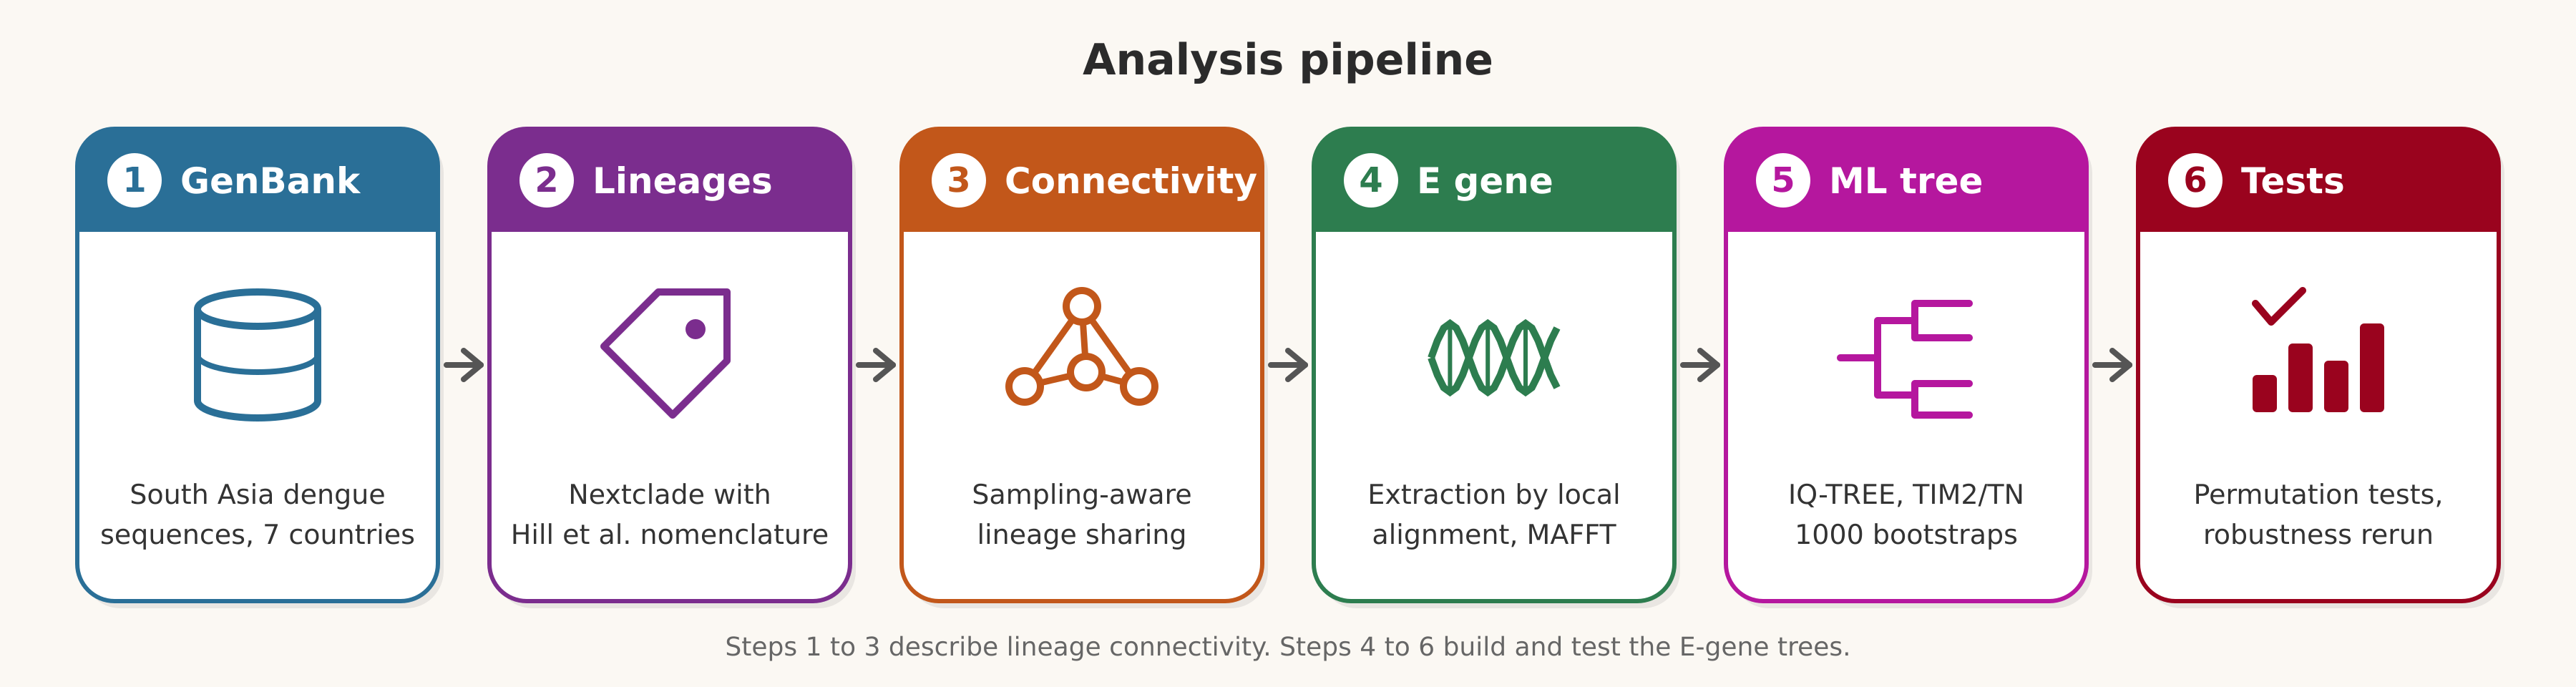 Analysis pipeline
1 GenBank
South Asia dengue
sequences, 7 countries
2 Lineages
Nextclade with
Hill et al. nomenclature
3 Connectivity
Sampling-aware
lineage sharing
4 E gene
Extraction by local
alignment, MAFFT
5 ML tree
IQ-TREE, TIM2/TN
1000 bootstraps
6 Tests
Permutation tests,
robustness rerun
Steps 1 to 3 describe lineage connectivity. Steps 4 to 6 build and test the E-gene trees.